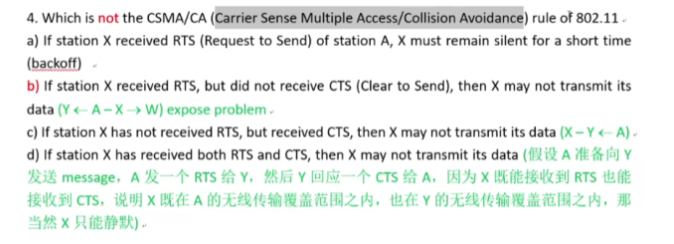 4. Which is not the CSMA/CA (Carrier Sense Multiple Access/Collision Avoidance) rule of 802.11
a) If station X received RTS (Request to Send) of station A, X must remain silent for a short time
(backoff)
b) If station X received RTS, but did not receive CTS (Clear to Send), then X may not transmit its
data (Y ← A – X → W) expose problem
c) If station X has not received RTS, but received CTS, then X may not transmit its data (X – Y ← A)
d) If station X has received both RTS and CTS, then X may not transmit its data (假设 A 准备向 Y
发送 message，A 发一个 RTS 给 Y，然后 Y 回应一个 CTS 给 A，因为 X 既能接收到 RTS 也能
接收到 CTS，说明 X 既在 A 的无线传输覆盖范围之内，也在 Y 的无线传输覆盖范围之内，那
当然 X 只能静默)